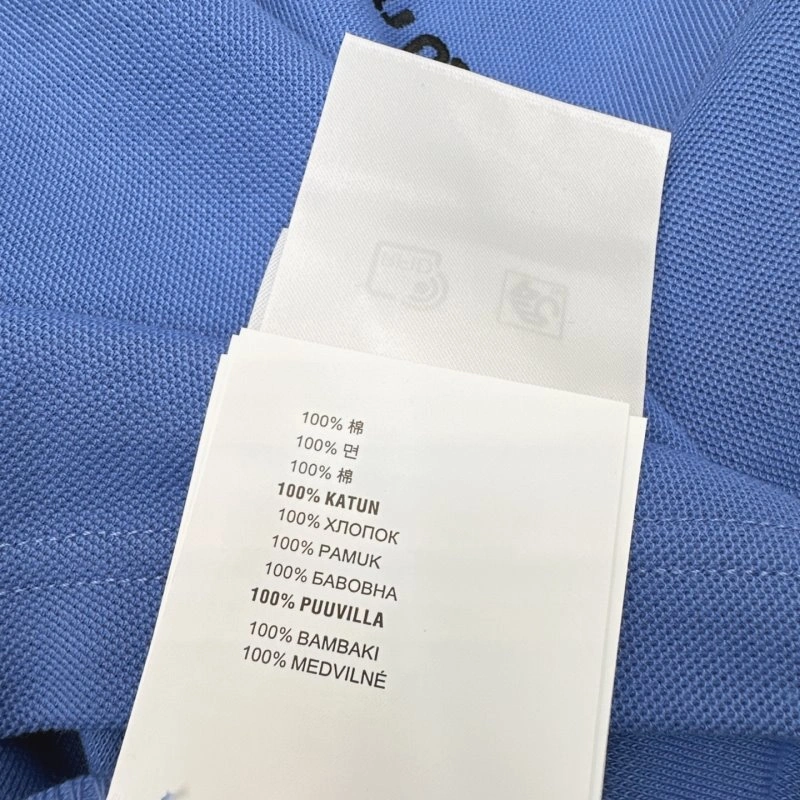 100% 棉
100% 면
100% 棉
100% KATUN
100% ХЛОПОК
100% PAMUK
100% БАВОВНА
100% PUUVILLA
100% BAMBAKI
100% MEDVILNÉ